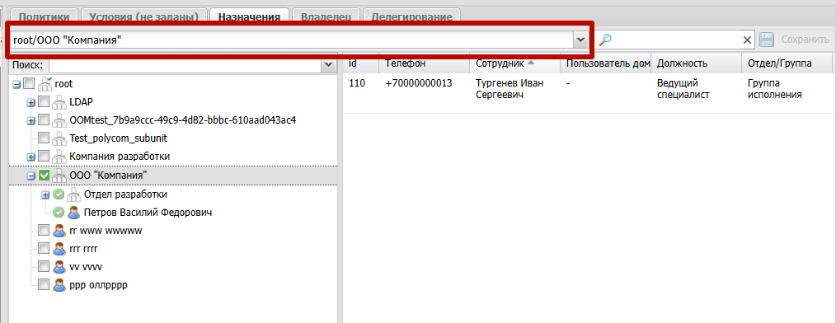 Политики Условия (не заданы) Назначения Владелец Делегирование
root/ООО "Компания" Сохранить
Поиск:
Id Телефон Сотрудник Пользователь дом Должность Отдел/Группа
110 +70000000013 Тургенев Иван Сергеевич - Ведущий специалист Группа исполнения
root
LDAP
OOMtest_7b9a9ccc-49c9-4d82-bbbc-610aad043ac4
Test_polycom_subunit
Компания разработки
ООО "Компания"
Отдел разработки
Петров Василий Федорович
rr www wwwww
rrr rrrr
vv vvvv
ррр оллрррр